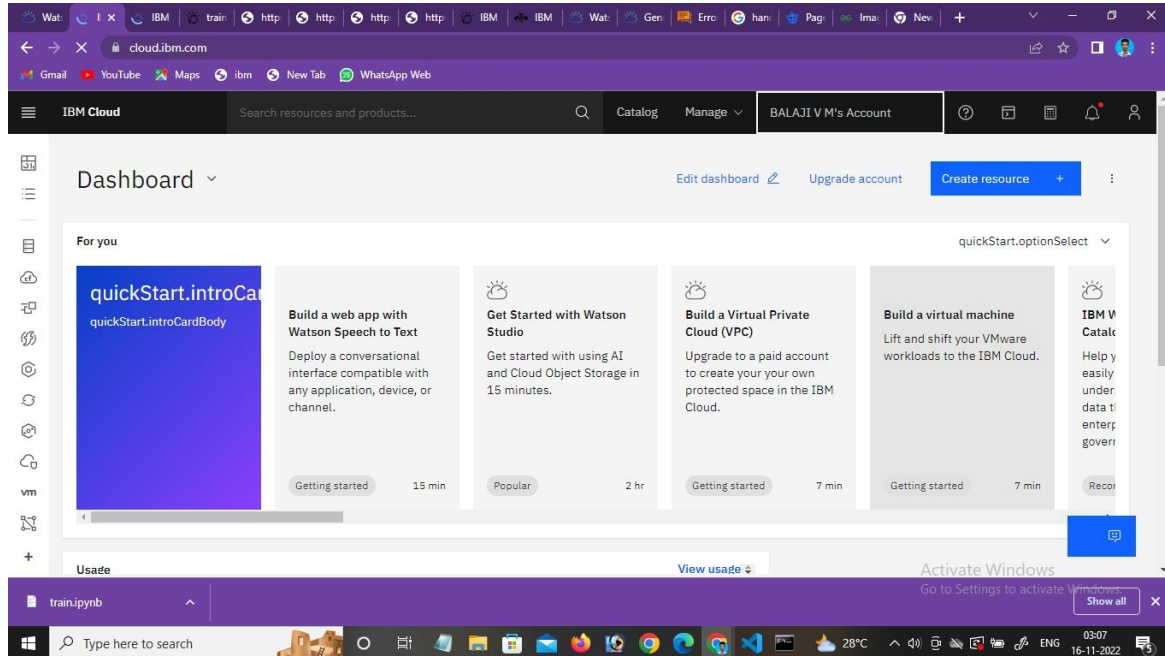 Wat: I IBM train http http http http IBM IBM Wat: Gen Erro hand Page Ima New
cloud.ibm.com
Gmail YouTube Maps ibm New Tab WhatsApp Web
IBM Cloud Search resources and products... Catalog Manage BALAJI V M's Account
Dashboard Edit dashboard Upgrade account Create resource +
For you quickStart.optionSelect
quickStart.introCar
quickStart.introCardBody
Build a web app with
Watson Speech to Text
Deploy a conversational
interface compatible with
any application, device, or
channel.
Getting started 15 min
Get Started with Watson
Studio
Get started with using AI
and Cloud Object Storage in
15 minutes.
Popular 2 hr
Build a Virtual Private
Cloud (VPC)
Upgrade to a paid account
to create your your own
protected space in the IBM
Cloud.
Getting started 7 min
Build a virtual machine
Lift and shift your VMware
workloads to the IBM Cloud.
Getting started 7 min
IBM W
Catalo
Help y
easily
under
data t
enterp
govern
Recor
vm
Usage View usage
Activate Windows
Go to Settings to activate Windows.
train.ipynb Show all
Type here to search 28°C ENG 03:07
16-11-2022 5